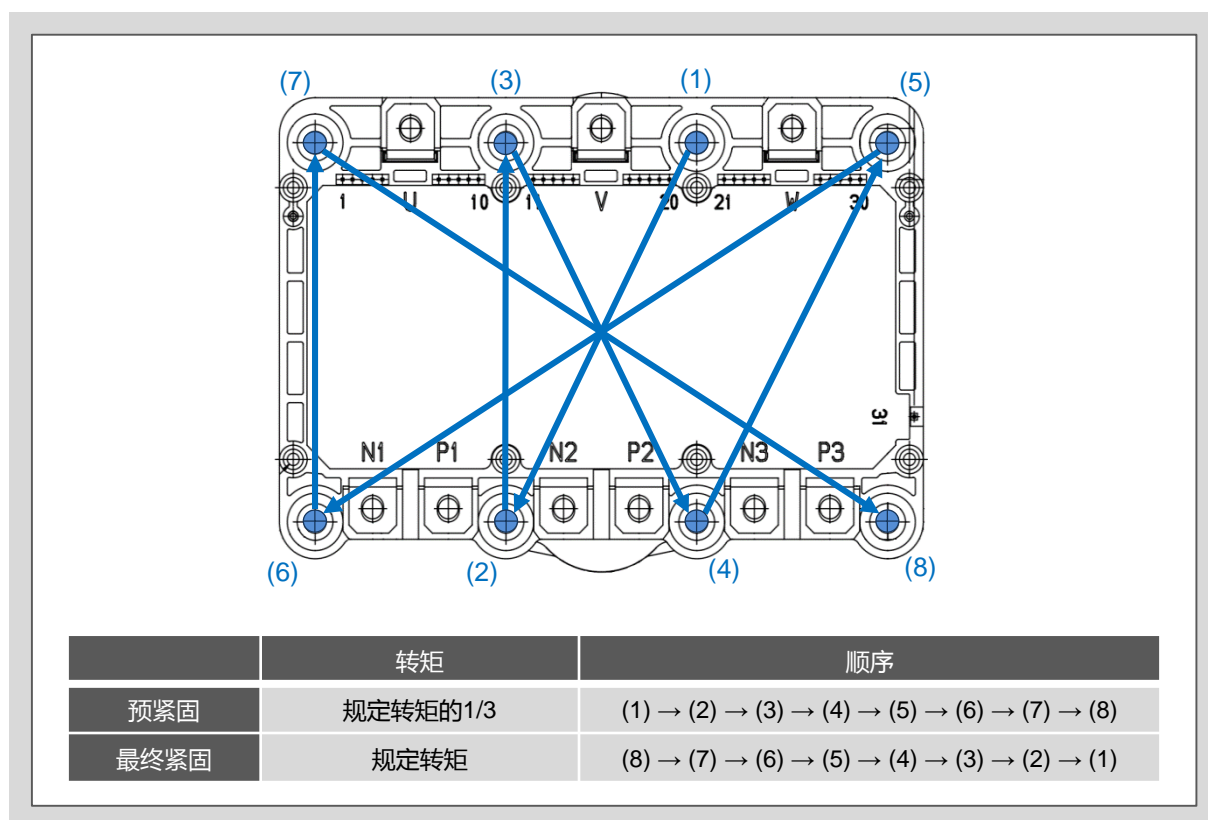 (7) (3) (1) (5)
1 U 10 11 V 20 21 W 30
31
N1 P1 N2 P2 N3 P3
(6) (2) (4) (8)
转矩 顺序
预紧固 规定转矩的1/3 (1) → (2) → (3) → (4) → (5) → (6) → (7) → (8)
最终紧固 规定转矩 (8) → (7) → (6) → (5) → (4) → (3) → (2) → (1)